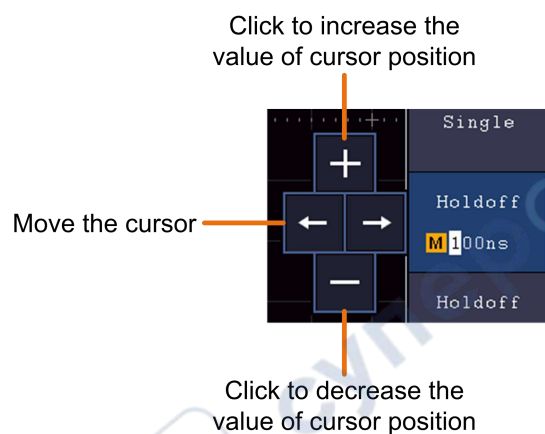 Click to increase the
value of cursor position
Single
Holdoff
M 100ns
Move the cursor
Holdoff
Click to decrease the
value of cursor position